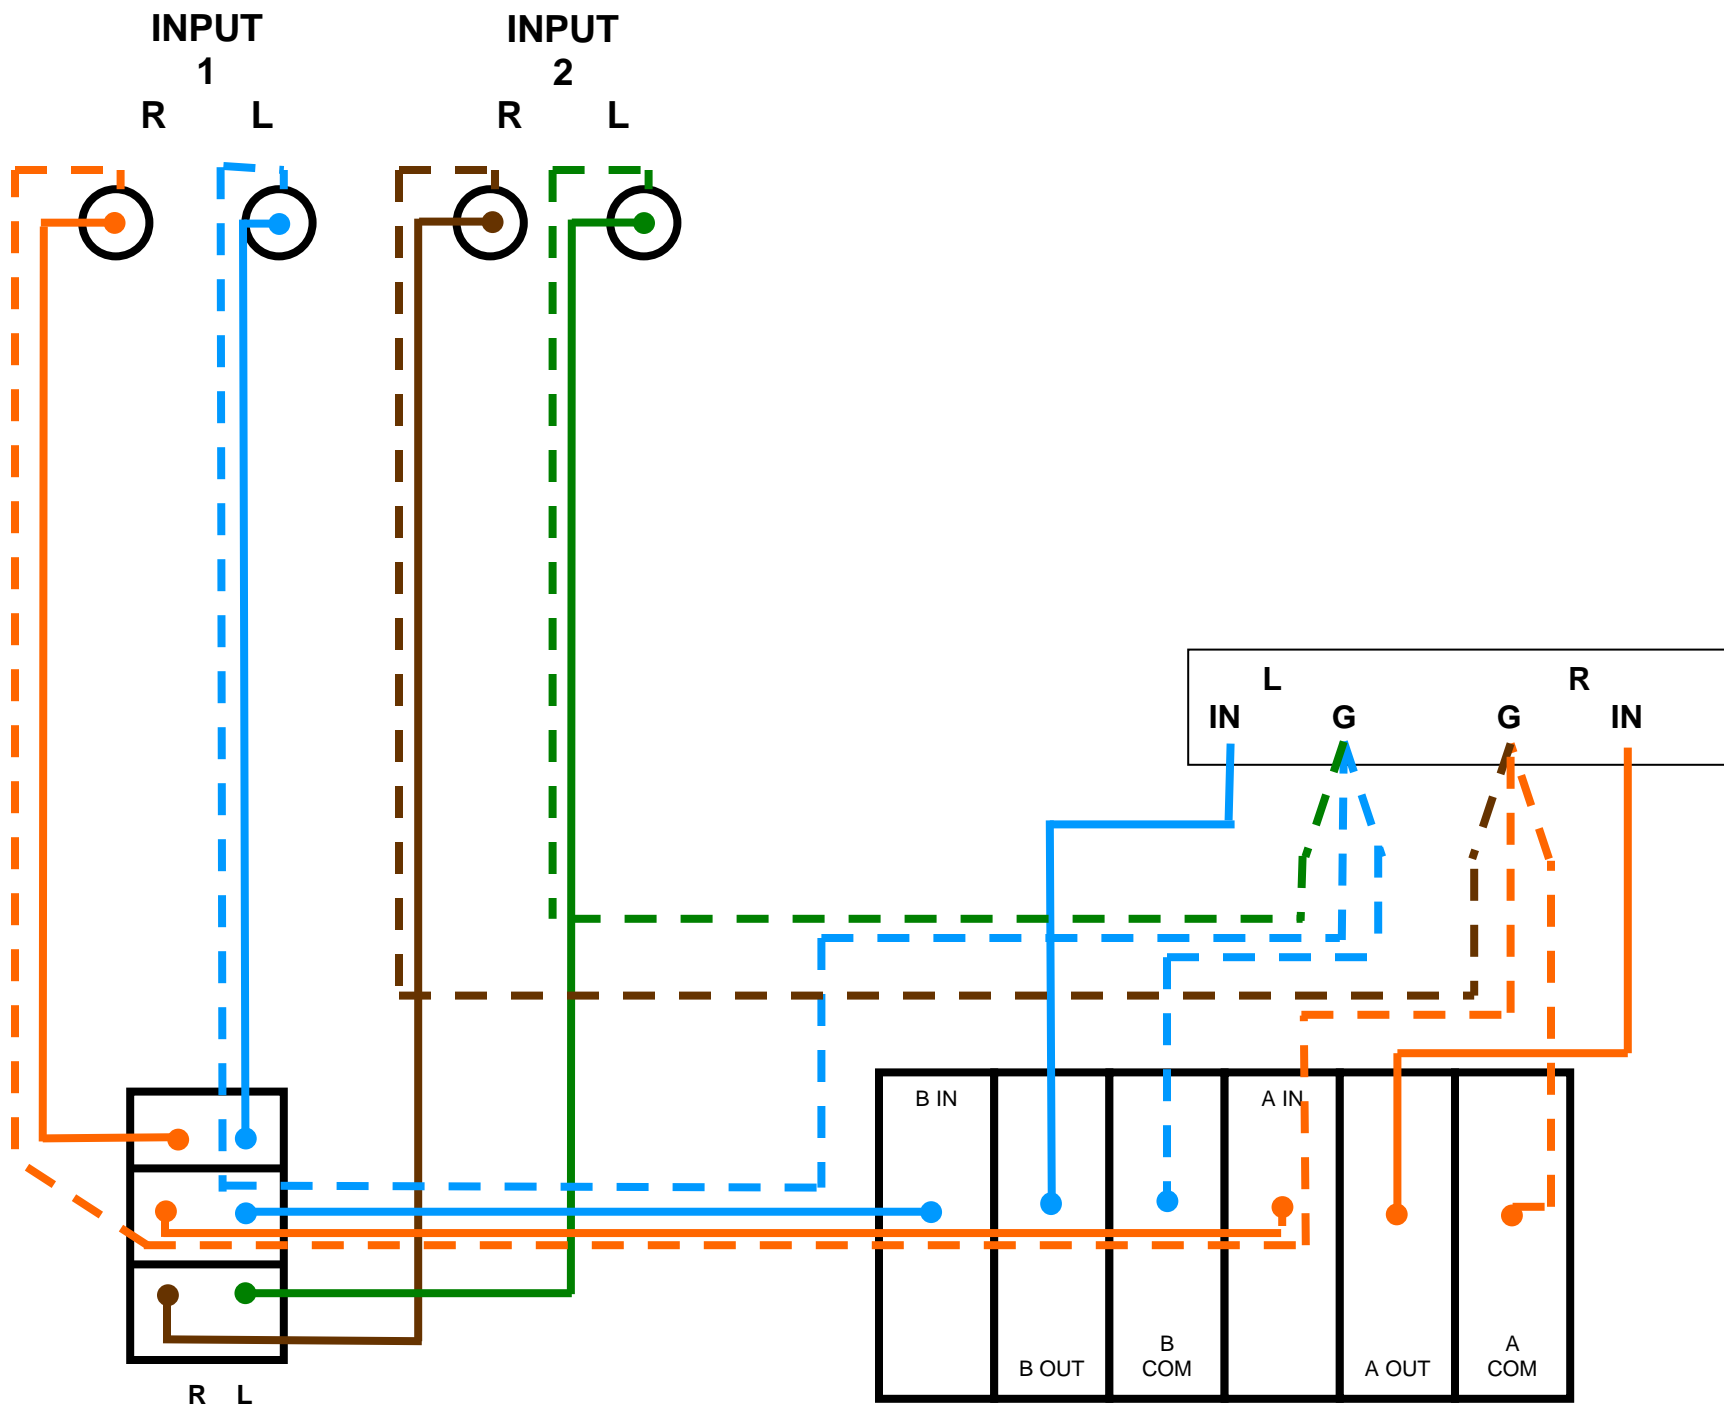 INPUT
1
R L
INPUT
2
R L
L R
IN G G IN
B IN
B OUT
B
COM
A IN
A OUT
A
COM
R L